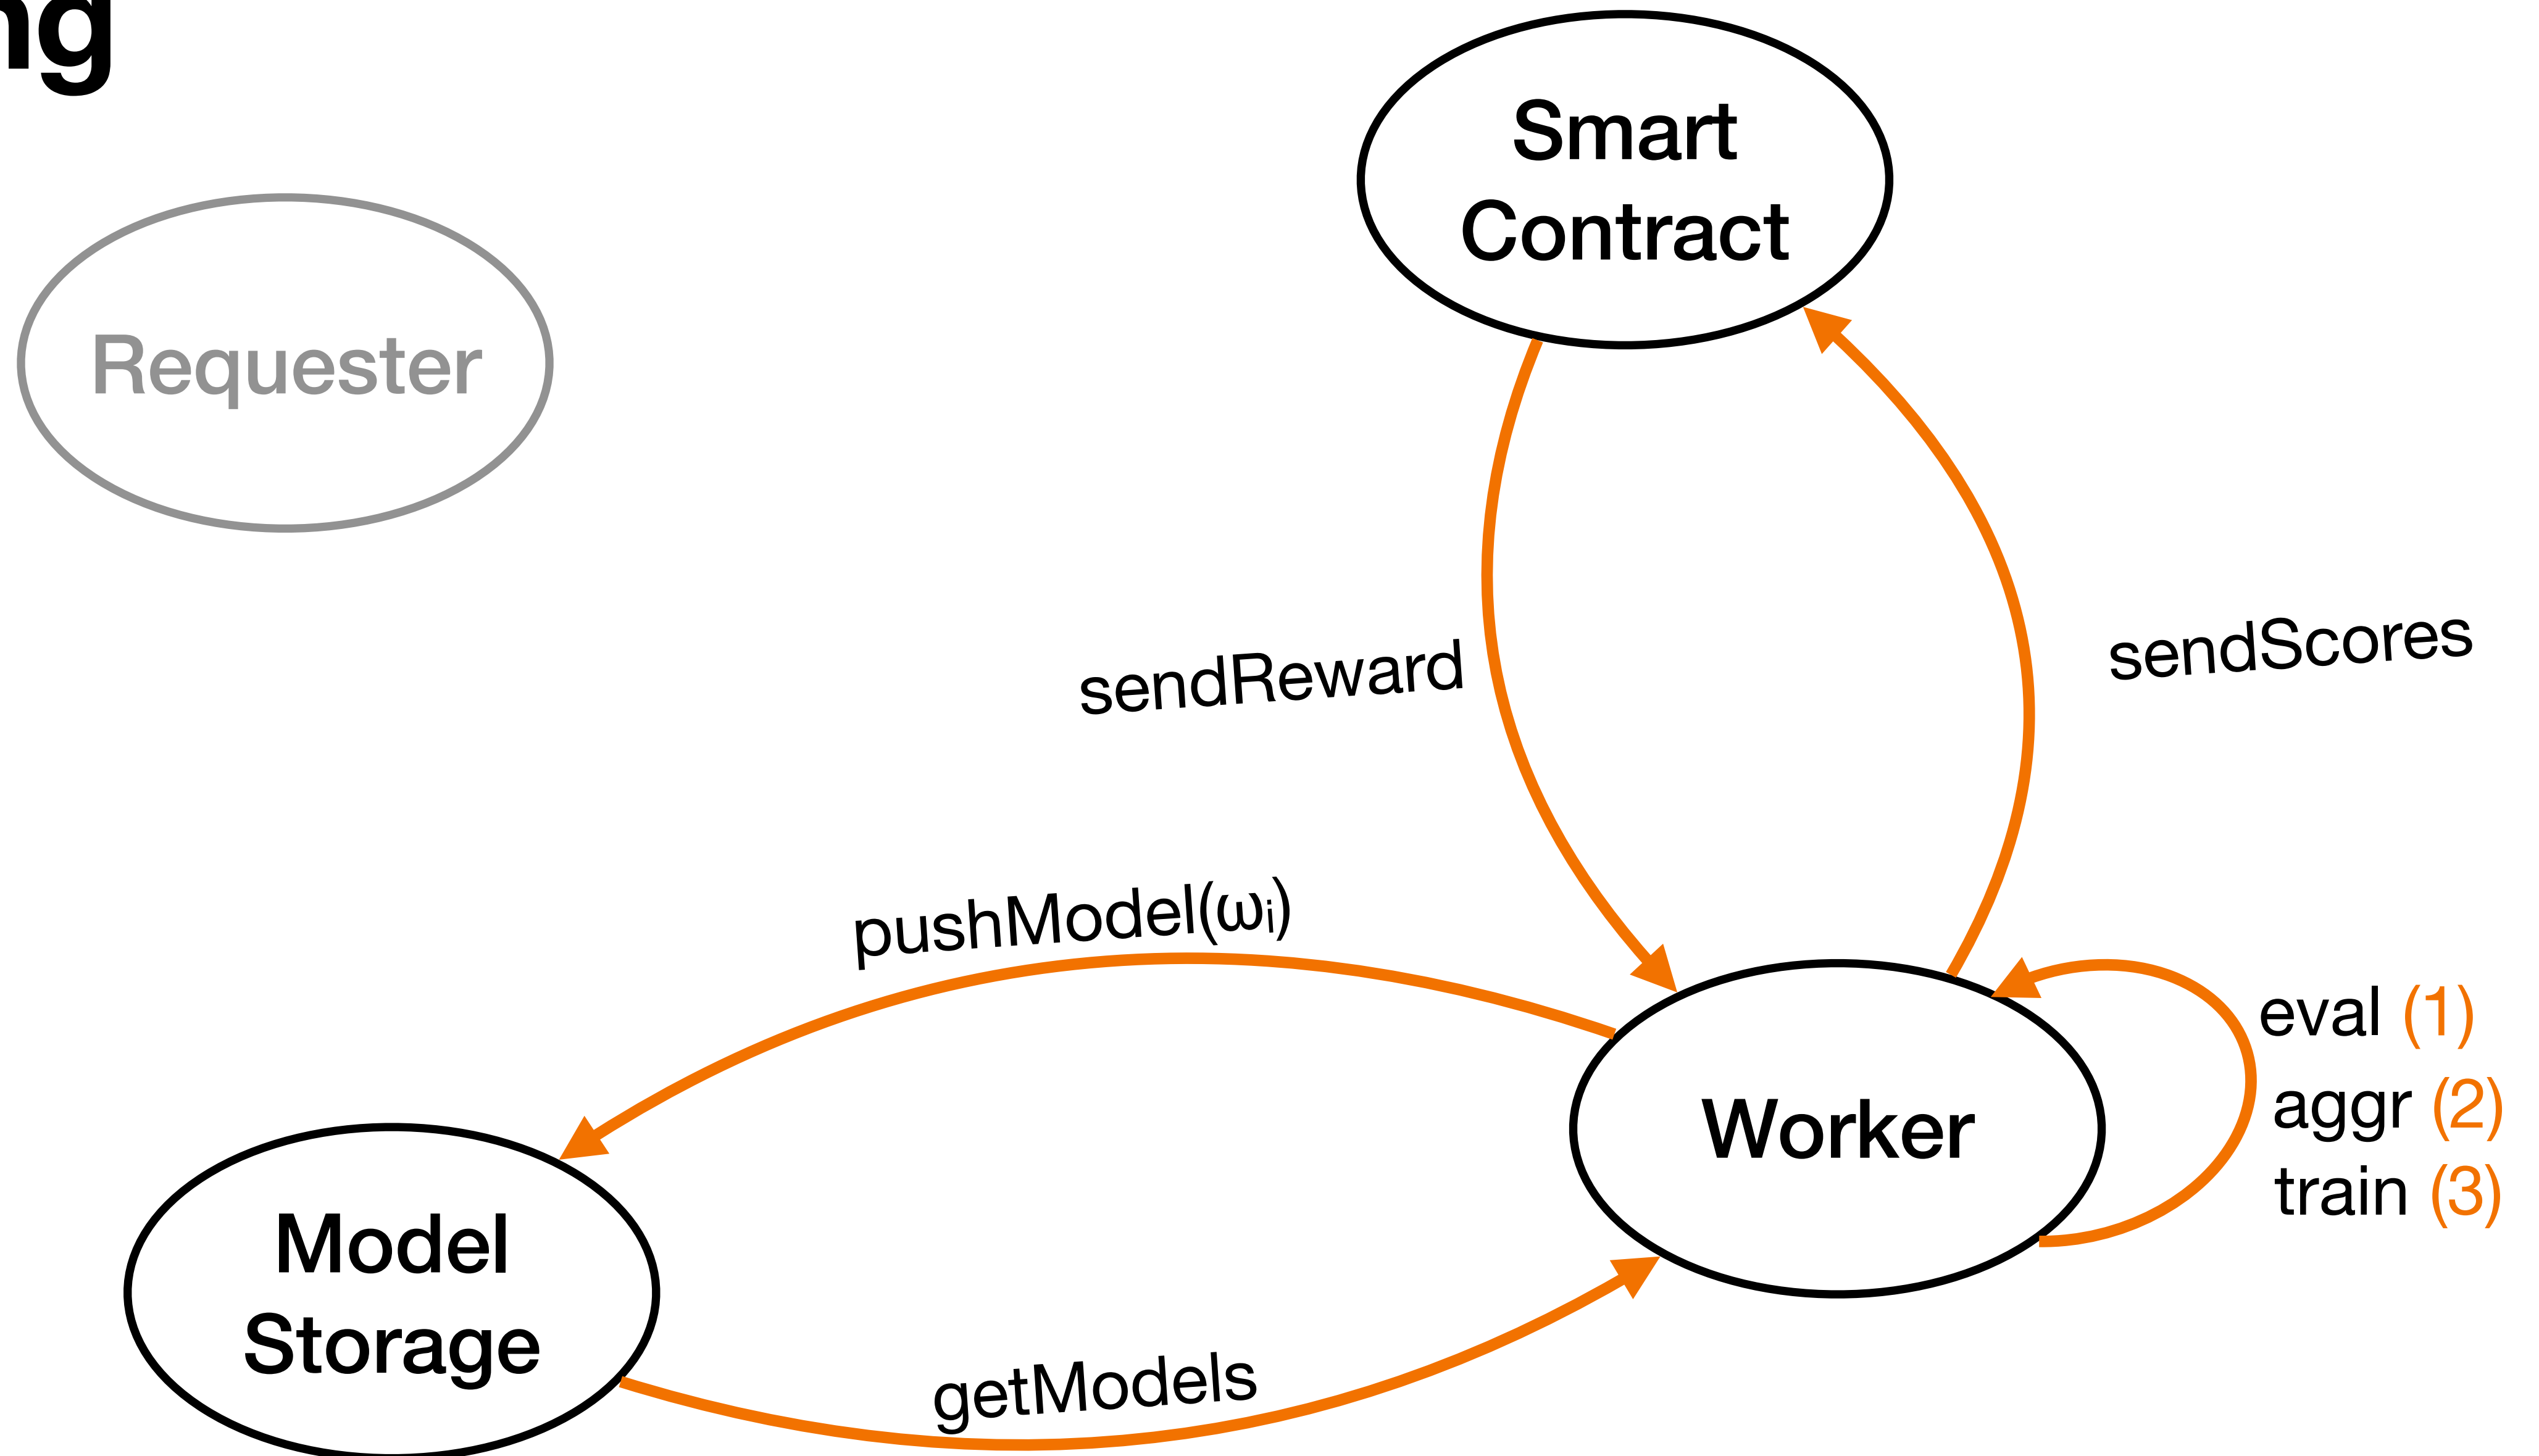 ng
Smart
Contract
Requester
sendReward
sendScores
pushModel(ωᵢ)
eval (1)
aggr (2)
train (3)
Worker
Model
Storage
getModels